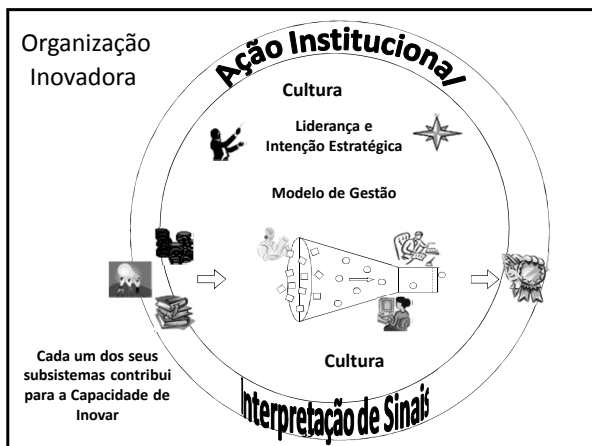 Organização
Inovadora
Ação Institucional
Cultura
Liderança e
Intenção Estratégica
Modelo de Gestão
Cultura
Interpretação de Sinais
Cada um dos seus
subsistemas contribui
para a Capacidade de
Inovar